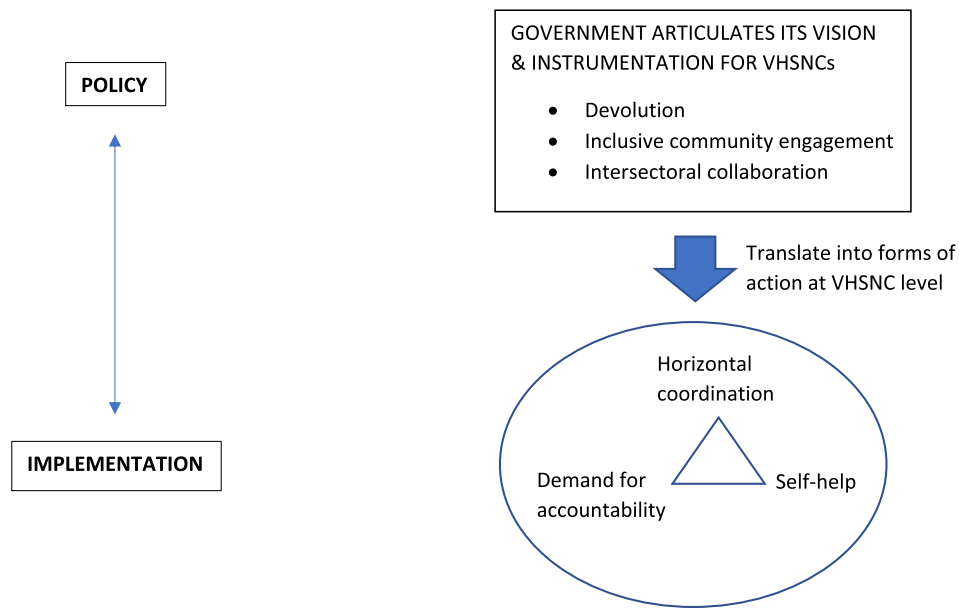 POLICY
IMPLEMENTATION
GOVERNMENT ARTICULATES ITS VISION
& INSTRUMENTATION FOR VHSNCs
• Devolution
• Inclusive community engagement
• Intersectoral collaboration
Translate into forms of
action at VHSNC level
Horizontal
coordination
Demand for
accountability
Self-help